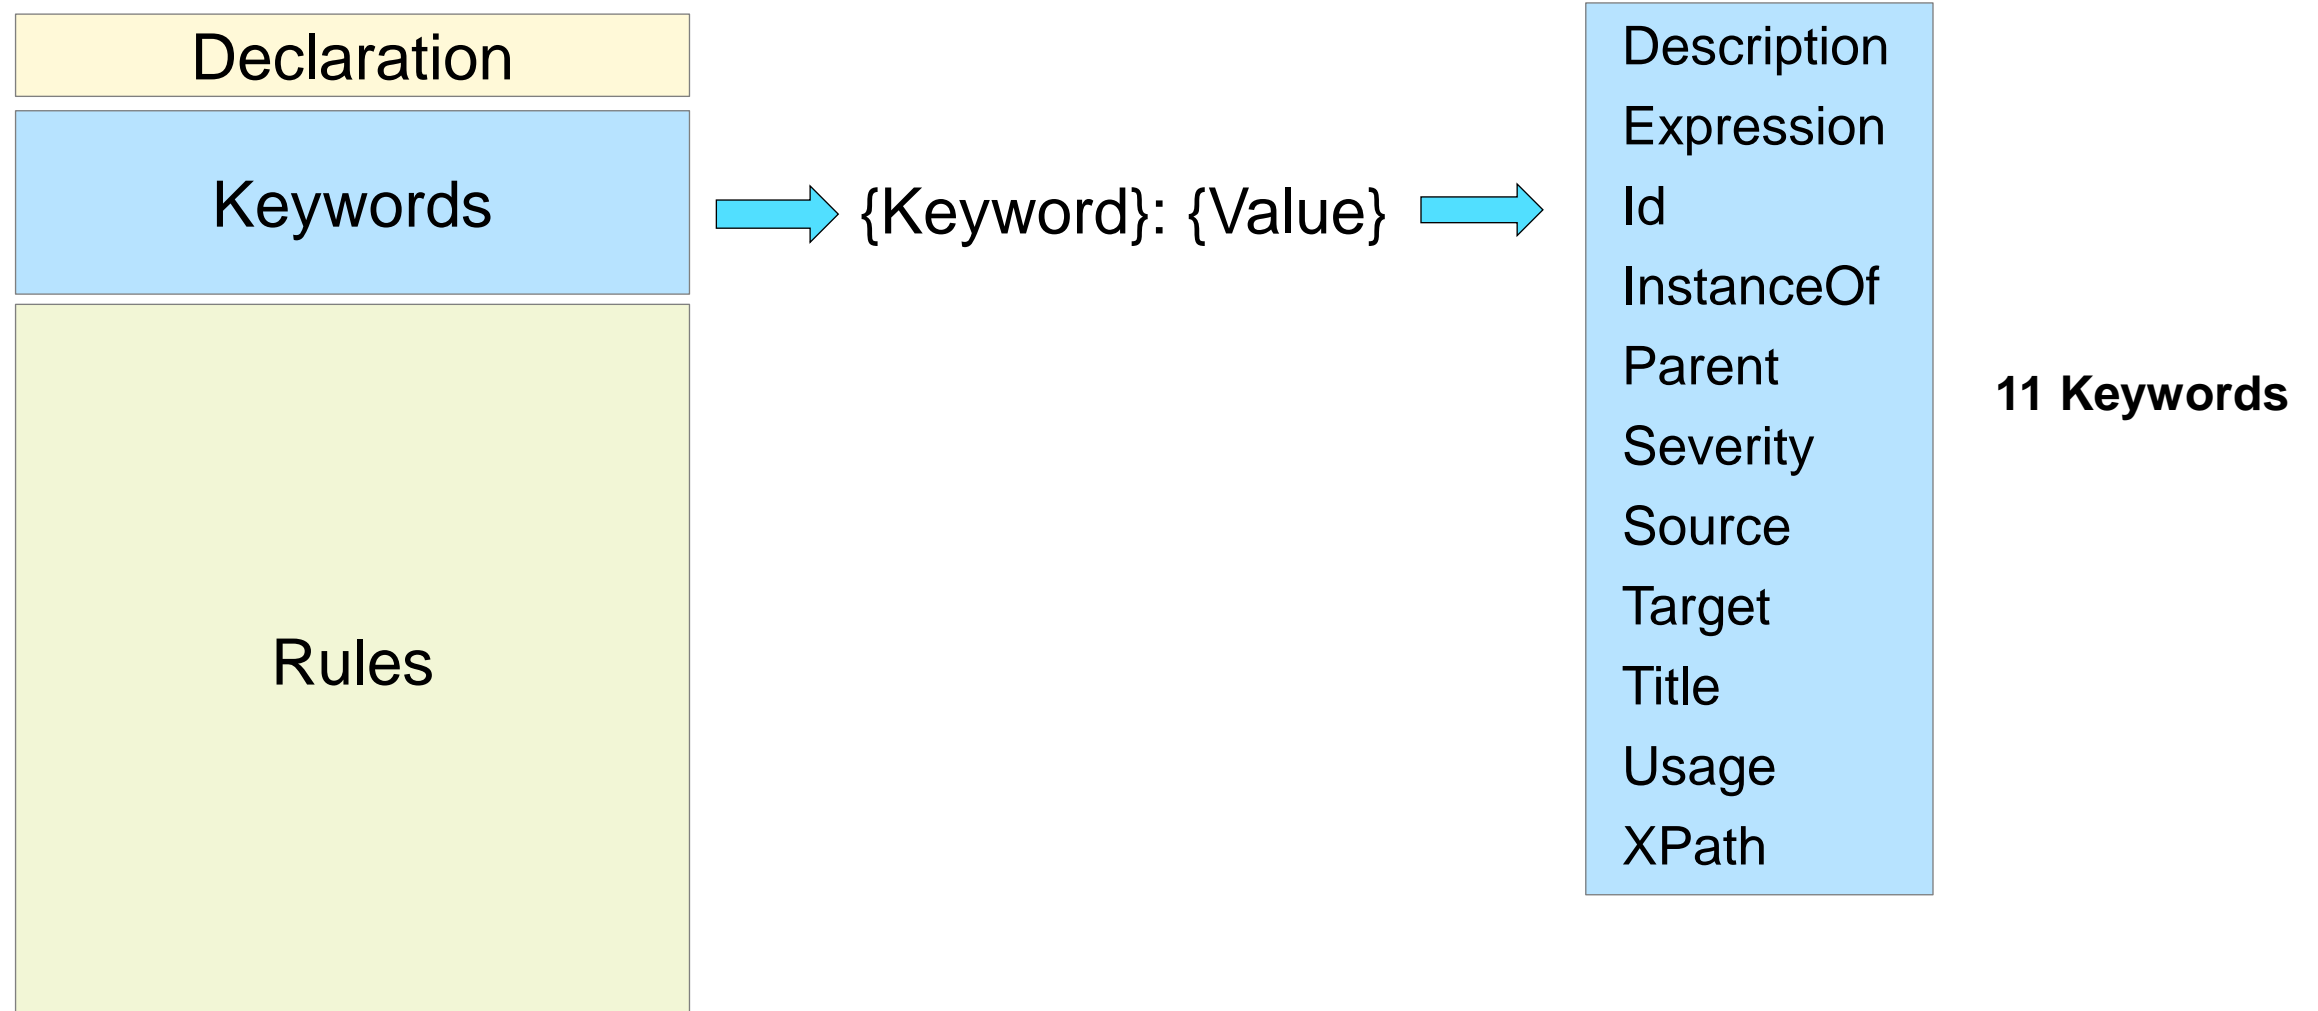 Declaration
Keywords
Rules
{Keyword}: {Value}
Description
Expression
Id
InstanceOf
Parent
Severity
Source
Target
Title
Usage
XPath
11 Keywords